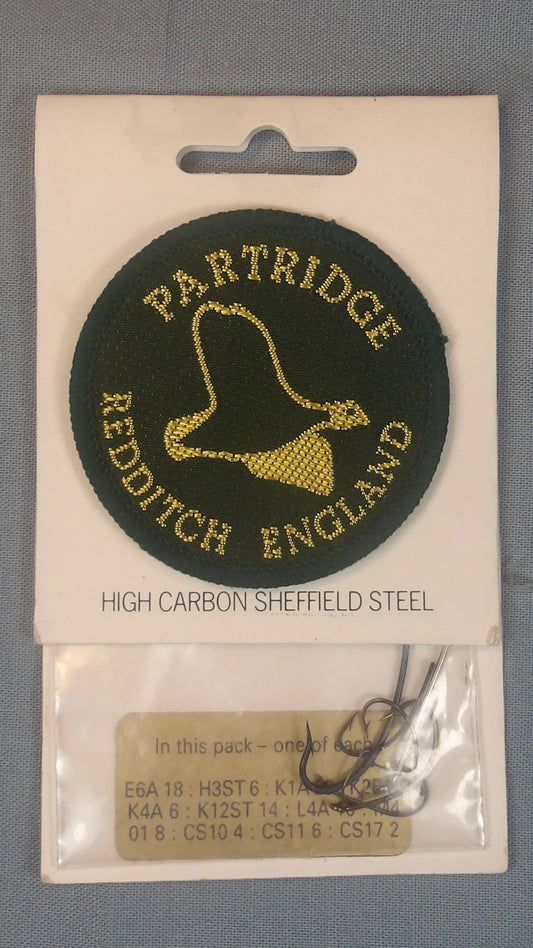 PARTRIDGE
REDDITCH ENGLAND
HIGH CARBON SHEFFIELD STEEL
In this pack – one of each
E6A 18 : H3ST 6 : K1A
K4A 6 : K12ST 14 : L4A
01 8 : CS10 4 : CS11 6 : CS17 2